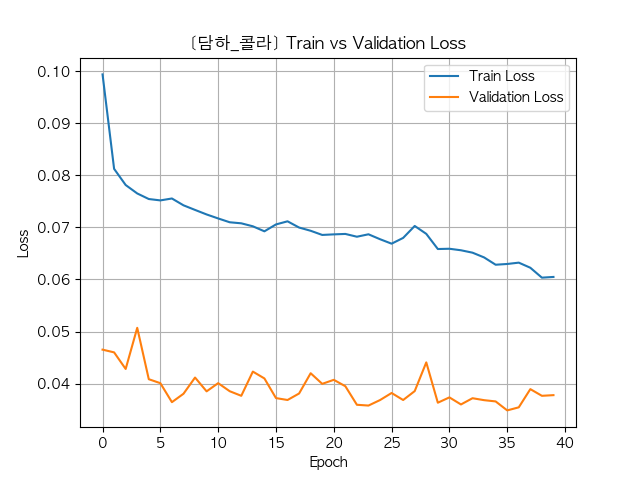 [담하_콜라] Train vs Validation Loss
Train Loss
Validation Loss
Loss
0.10
0.09
0.08
0.07
0.06
0.05
0.04
0 5 10 15 20 25 30 35 40
Epoch